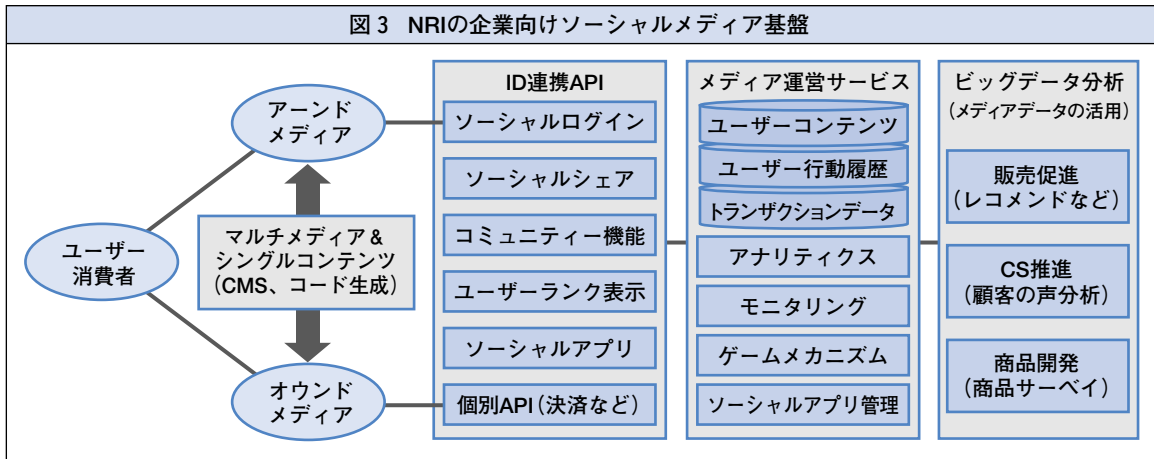 図3 NRIの企業向けソーシャルメディア基盤
ユーザー
消費者
アーンド
メディア
マルチメディア&
シングルコンテンツ
(CMS、コード生成)
オウンド
メディア
ID連携API
ソーシャルログイン
ソーシャルシェア
コミュニティー機能
ユーザーランク表示
ソーシャルアプリ
個別API(決済など)
メディア運営サービス
ユーザーコンテンツ
ユーザー行動履歴
トランザクションデータ
アナリティクス
モニタリング
ゲームメカニズム
ソーシャルアプリ管理
ビッグデータ分析
(メディアデータの活用)
販売促進
(レコメンドなど)
CS推進
(顧客の声分析)
商品開発
(商品サーベイ)